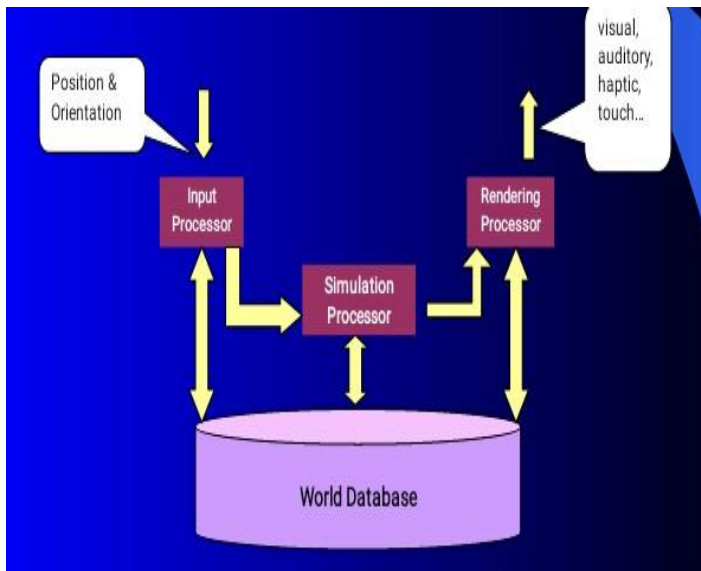 Position &
Orientation
visual,
auditory,
haptic,
touch...
Input
Processor
Rendering
Processor
Simulation
Processor
World Database